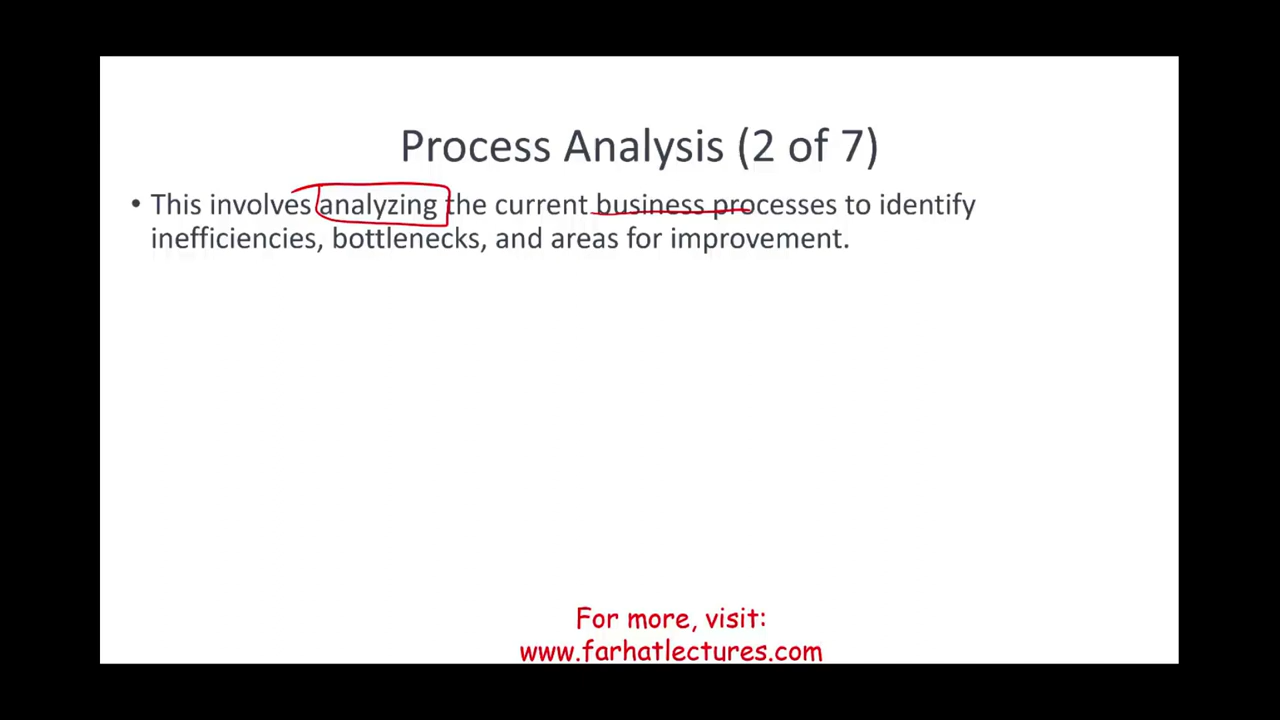 Process Analysis (2 of 7)
• This involves analyzing the current business processes to identify
inefficiencies, bottlenecks, and areas for improvement.
For more, visit:
www.farhatlectures.com